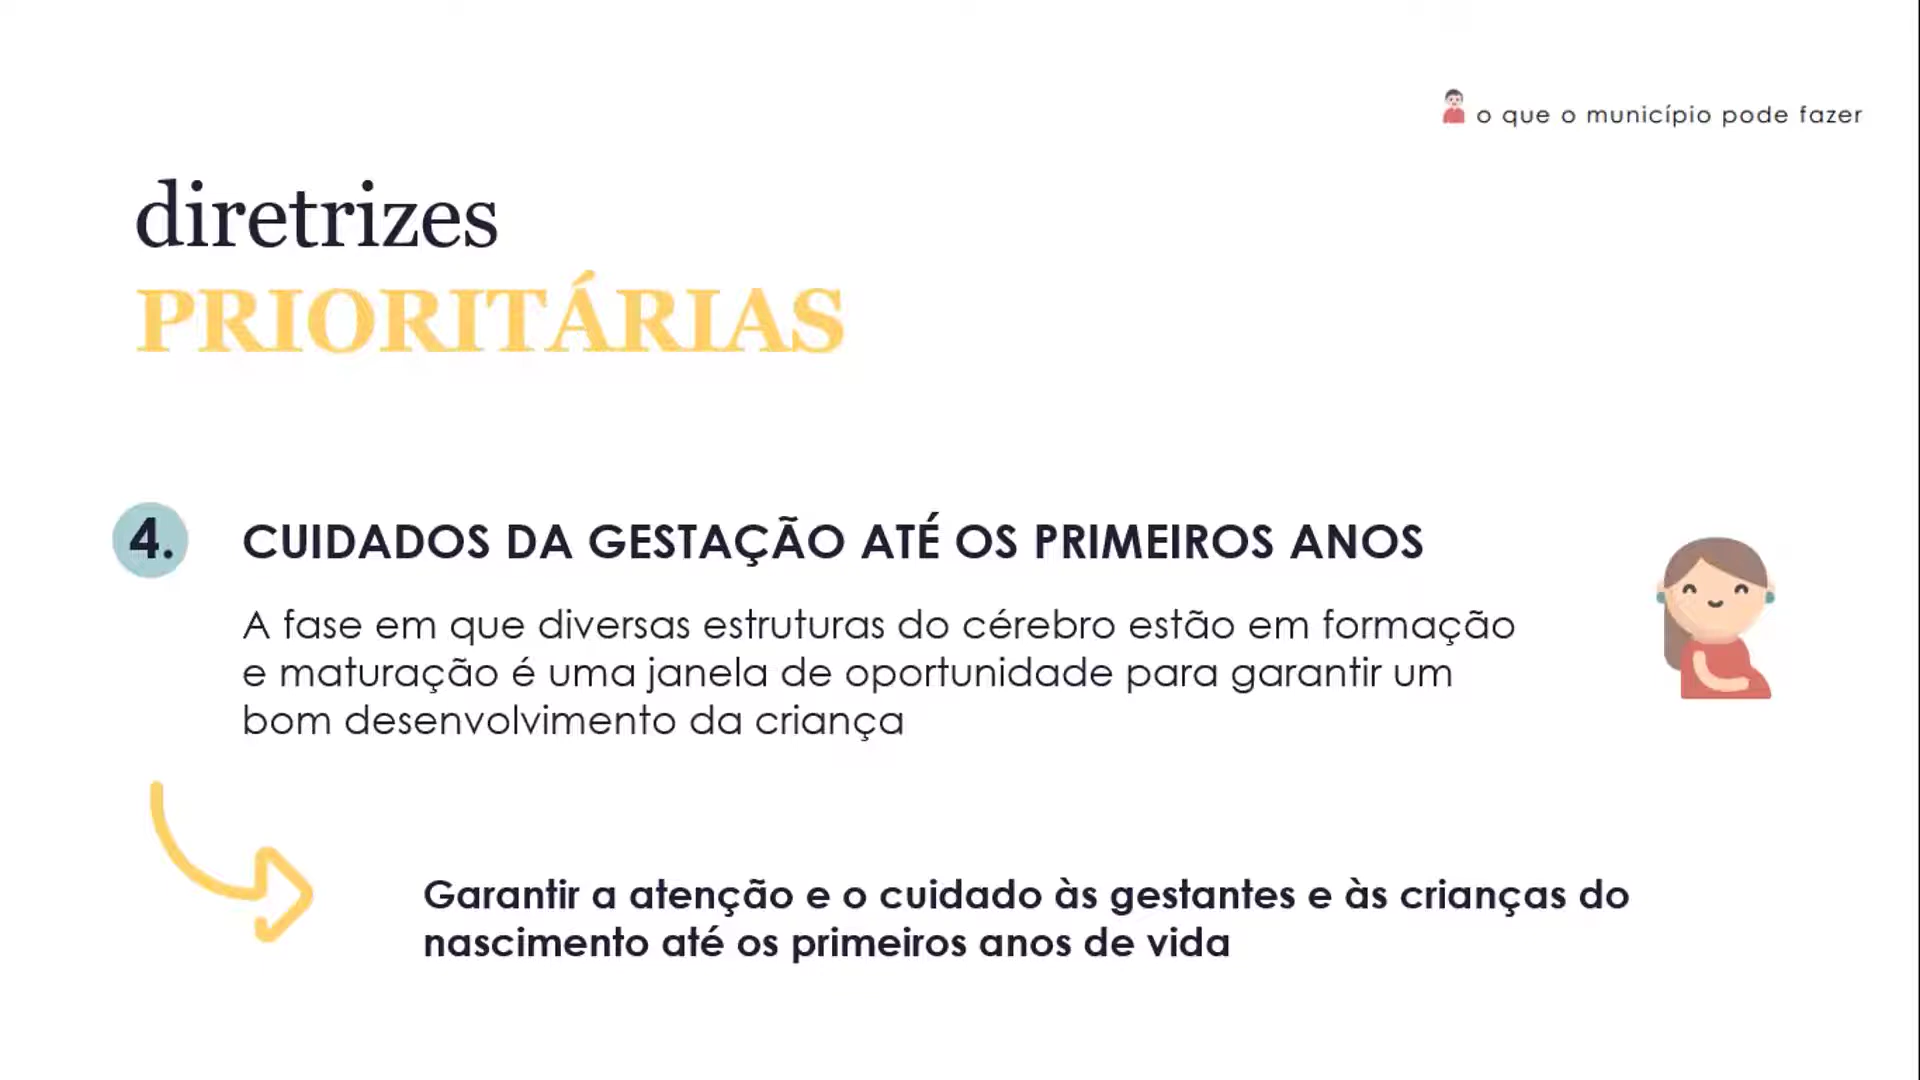 o que o município pode fazer
diretrizes
PRIORITÁRIAS
4. CUIDADOS DA GESTAÇÃO ATÉ OS PRIMEIROS ANOS
A fase em que diversas estruturas do cérebro estão em formação
e maturação é uma janela de oportunidade para garantir um
bom desenvolvimento da criança
Garantir a atenção e o cuidado às gestantes e às crianças do
nascimento até os primeiros anos de vida